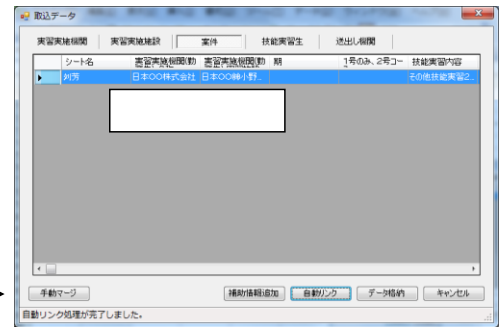 取込データ
実習実施機関 実習実施施設 案件 技能実習生 送出し機関
シート名 実習実施機関(勤 実習実施機関(勤 期 1号のみ、2号コー 技能実習内容
刘芳 日本〇〇株式会社 日本〇〇㈱小野... その他技能実習2...
手動マージ 補助情報追加 自動リンク データ格納 キャンセル
自動リンク処理が完了しました。